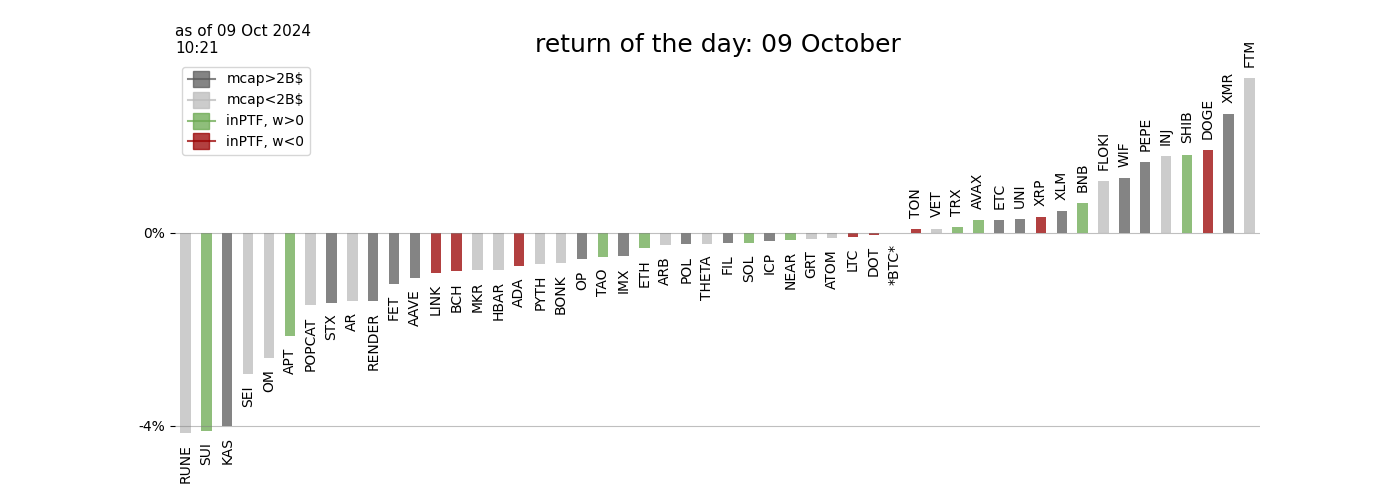 as of 09 Oct 2024
10:21
return of the day: 09 October
mcap>2B$
mcap<2B$
inPTF, w>0
inPTF, w<0
0%
-4%
RUNE
SUI
KAS
SEI
OM
APT
POPCAT
STX
AR
RENDER
FET
AAVE
LINK
BCH
MKR
HBAR
ADA
PYTH
BONK
OP
TAO
IMX
ETH
ARB
POL
THETA
FIL
SOL
ICP
NEAR
GRT
ATOM
LTC
DOT
*BTC*
TON
VET
TRX
AVAX
ETC
UNI
XRP
XLM
BNB
FLOKI
WIF
PEPE
INJ
SHIB
DOGE
XMR
FTM